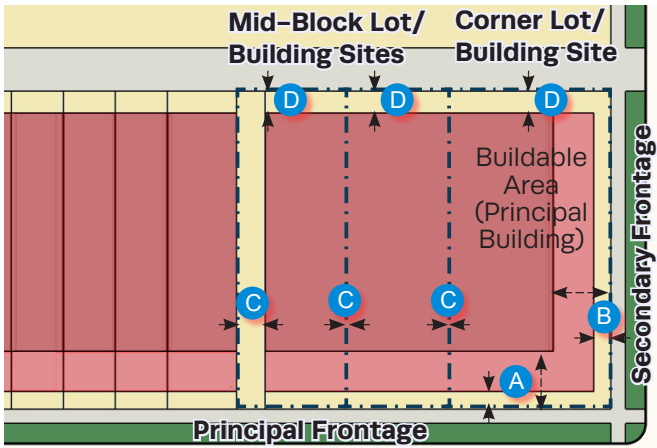 Mid–Block Lot/
Building Sites
Corner Lot/
Building Site
D
D
D
Buildable
Area
(Principal
Building)
C
C
C
B
A
Secondary Frontage
Principal Frontage